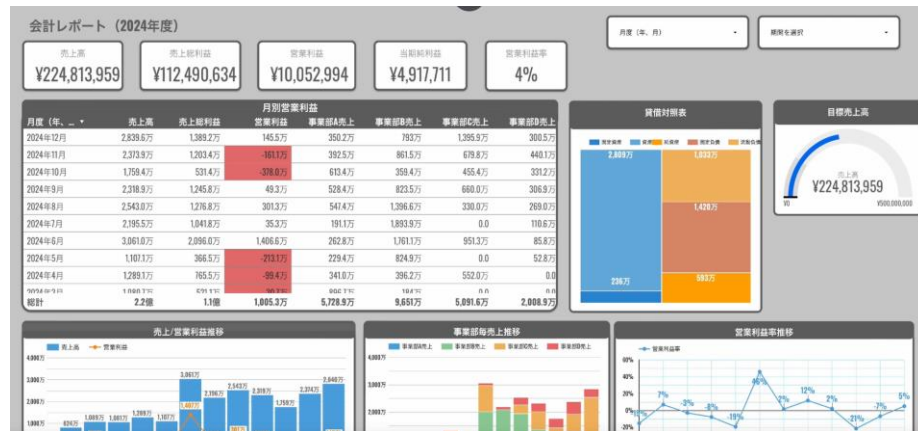 会計レポート（2024年度）
月度（年、月）
期間を選択
売上高
¥224,813,959
売上総利益
¥112,490,634
営業利益
¥10,052,994
当期純利益
¥4,917,711
営業利益率
4%
月別営業利益
月度（年、... 売上高 売上総利益 営業利益 事業部A売上 事業部B売上 事業部C売上 事業部D売上
2024年12月 2,839.6万 1,389.2万 145.5万 350.2万 793万 1,395.9万 300.5万
2024年11月 2,373.9万 1,203.4万 -161.1万 392.5万 861.5万 679.8万 440.1万
2024年10月 1,759.4万 531.4万 -378.0万 613.4万 359.4万 455.4万 331.2万
2024年9月 2,318.9万 1,245.8万 49.3万 528.4万 823.5万 660.0万 306.9万
2024年8月 2,543.0万 1,276.8万 301.3万 547.4万 1,396.6万 330.0万 269.0万
2024年7月 2,195.5万 1,041.8万 35.3万 191.1万 1,893.9万 0.0 110.6万
2024年6月 3,061.0万 2,096.0万 1,406.6万 262.8万 1,761.1万 951.3万 85.8万
2024年5月 1,107.1万 366.5万 -213.1万 229.4万 824.9万 0.0 52.8万
2024年4月 1,289.1万 765.5万 -99.4万 341.0万 396.2万 552.0万 0.0
総計 2.2億 1.1億 1,005.3万 5,728.9万 9,651万 5,091.6万 2,008.9万
貸借対照表
固定資産
固定負債
2,809万
1,033万
1,420万
236万
593万
目標売上高
売上高
¥224,813,959
¥0
¥500,000,000
売上/営業利益推移
売上高 営業利益
4,000万
3,000万
2,000万
1,000万
624万
1,107万
3,061万
1,407万
2,196万
2,543万
2,319万
1,759万
2,374万
2,840万
事業部毎売上推移
事業部A売上 事業部B売上 事業部C売上 事業部D売上
4,000万
3,000万
2,000万
営業利益率推移
営業利益率
60%
40%
20%
0%
-20%
7%
-2%
-8%
-19%
46%
2%
12%
2%
-21%
-7%
5%